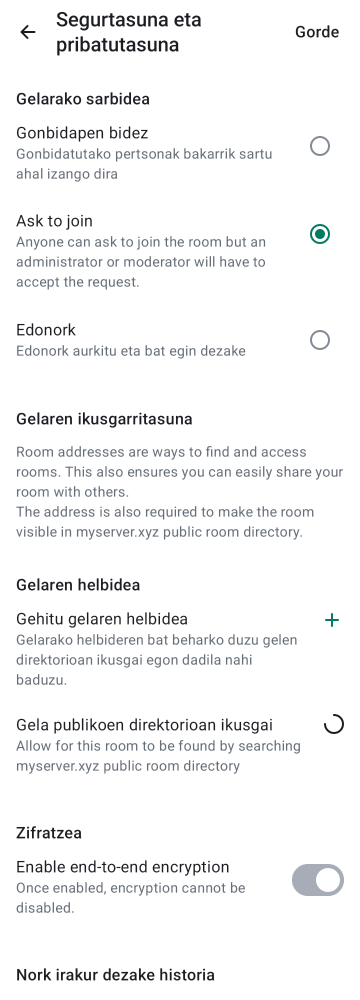 Segurtasuna eta
pribatutasuna
Gorde
Gelarako sarbidea
Gonbidapen bidez
Gonbidatutako pertsonak bakarrik sartu
ahal izango dira
Ask to join
Anyone can ask to join the room but an
administrator or moderator will have to
accept the request.
Edonork
Edonork aurkitu eta bat egin dezake
Gelaren ikusgarritasuna
Room addresses are ways to find and access
rooms. This also ensures you can easily share your
room with others.
The address is also required to make the room
visible in myserver.xyz public room directory.
Gelaren helbidea
Gehitu gelaren helbidea
Gelarako helbideren bat beharko duzu gelen
direktorioan ikusgai egon dadila nahi
baduzu.
Gela publikoen direktorioan ikusgai
Allow for this room to be found by searching
myserver.xyz public room directory
Zifratzea
Enable end-to-end encryption
Once enabled, encryption cannot be
disabled.
Nork irakur dezake historia